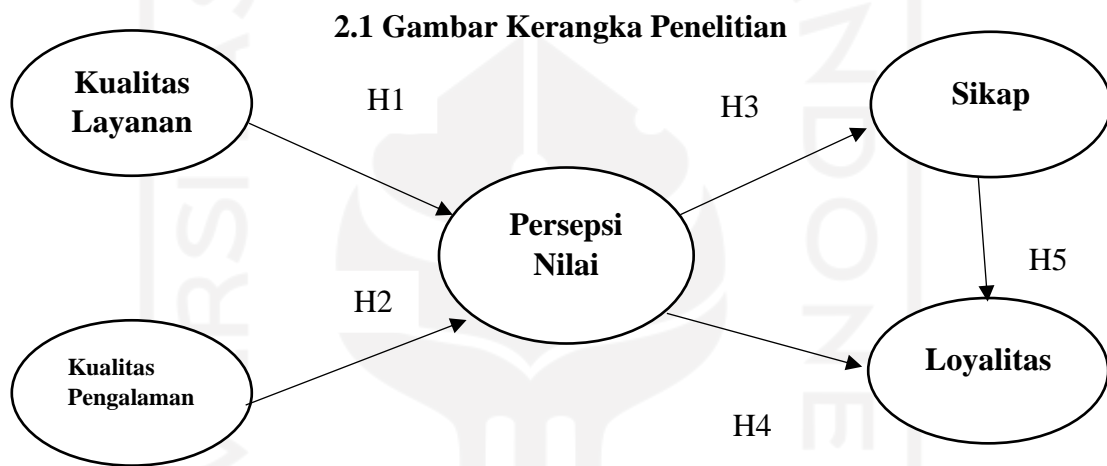 2.1 Gambar Kerangka Penelitian
Kualitas
Layanan
H1
H3
Sikap
Persepsi
Nilai
H2
H5
Kualitas
Pengalaman
Loyalitas
H4